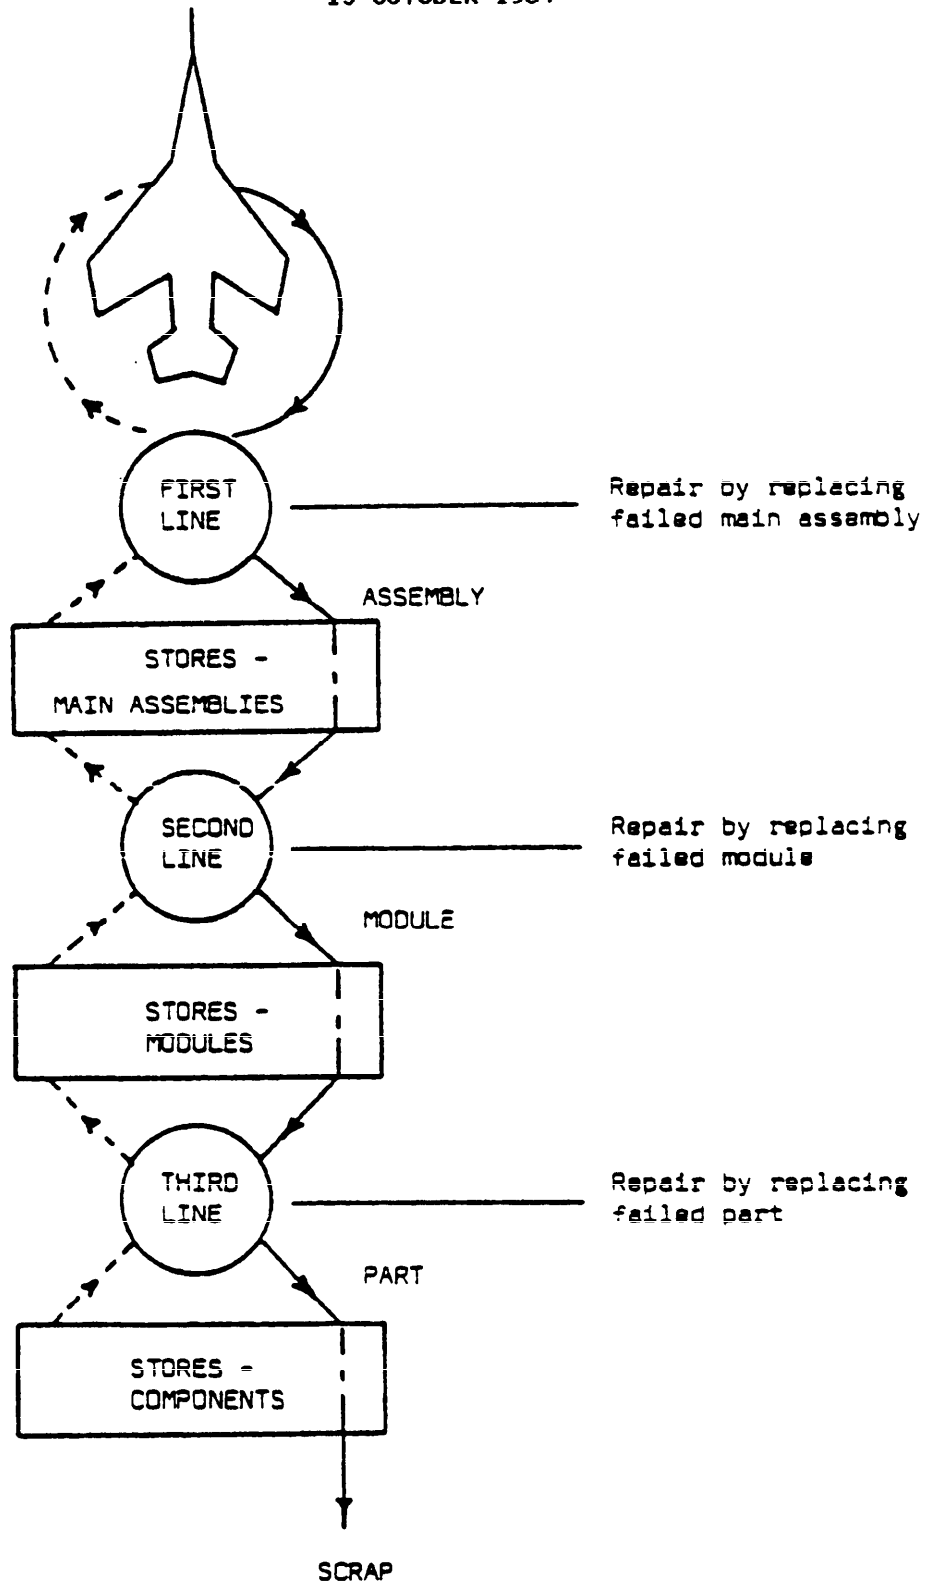 OCTOBER
FIRST
LINE
Repair by replacing
failed main assembly
ASSEMBLY
STORES -
MAIN ASSEMBLIES
SECOND
LINE
Repair by replacing
failed module
MODULE
STORES -
MODULES
THIRD
LINE
Repair by replacing
failed part
PART
STORES -
COMPONENTS
SCRAP